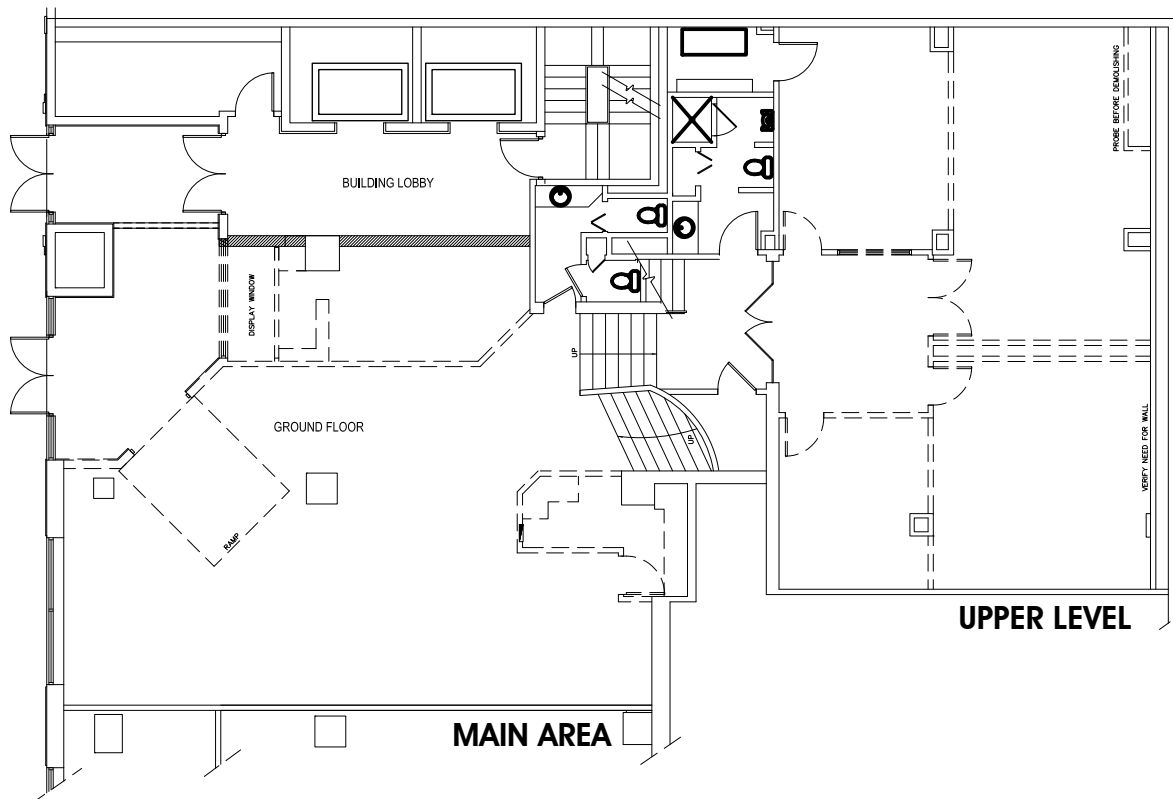 PROBE BEFORE DEMOLISHING
BUILDING LOBBY
DISPLAY WINDOW
UP
GROUND FLOOR
UP
VERIFY NEED FOR WALL
RAMP
UPPER LEVEL
MAIN AREA